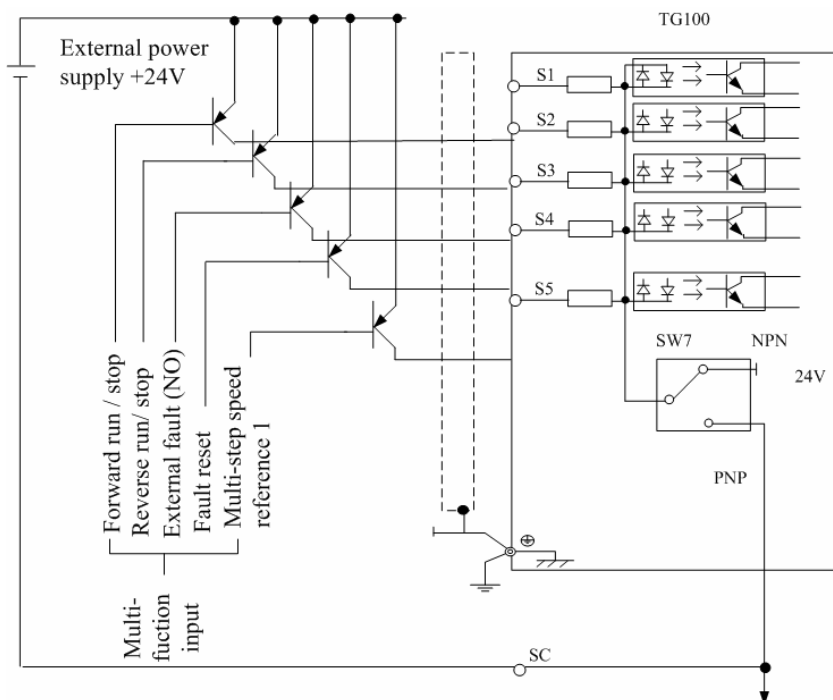 TG100
External power
supply +24V
S1
S2
S3
S4
S5
SW7
NPN
24V
PNP
Forward run / stop
Reverse run/ stop
External fault (NO)
Fault reset
Multi-step speed
reference 1
Multi-
fuction
input
SC